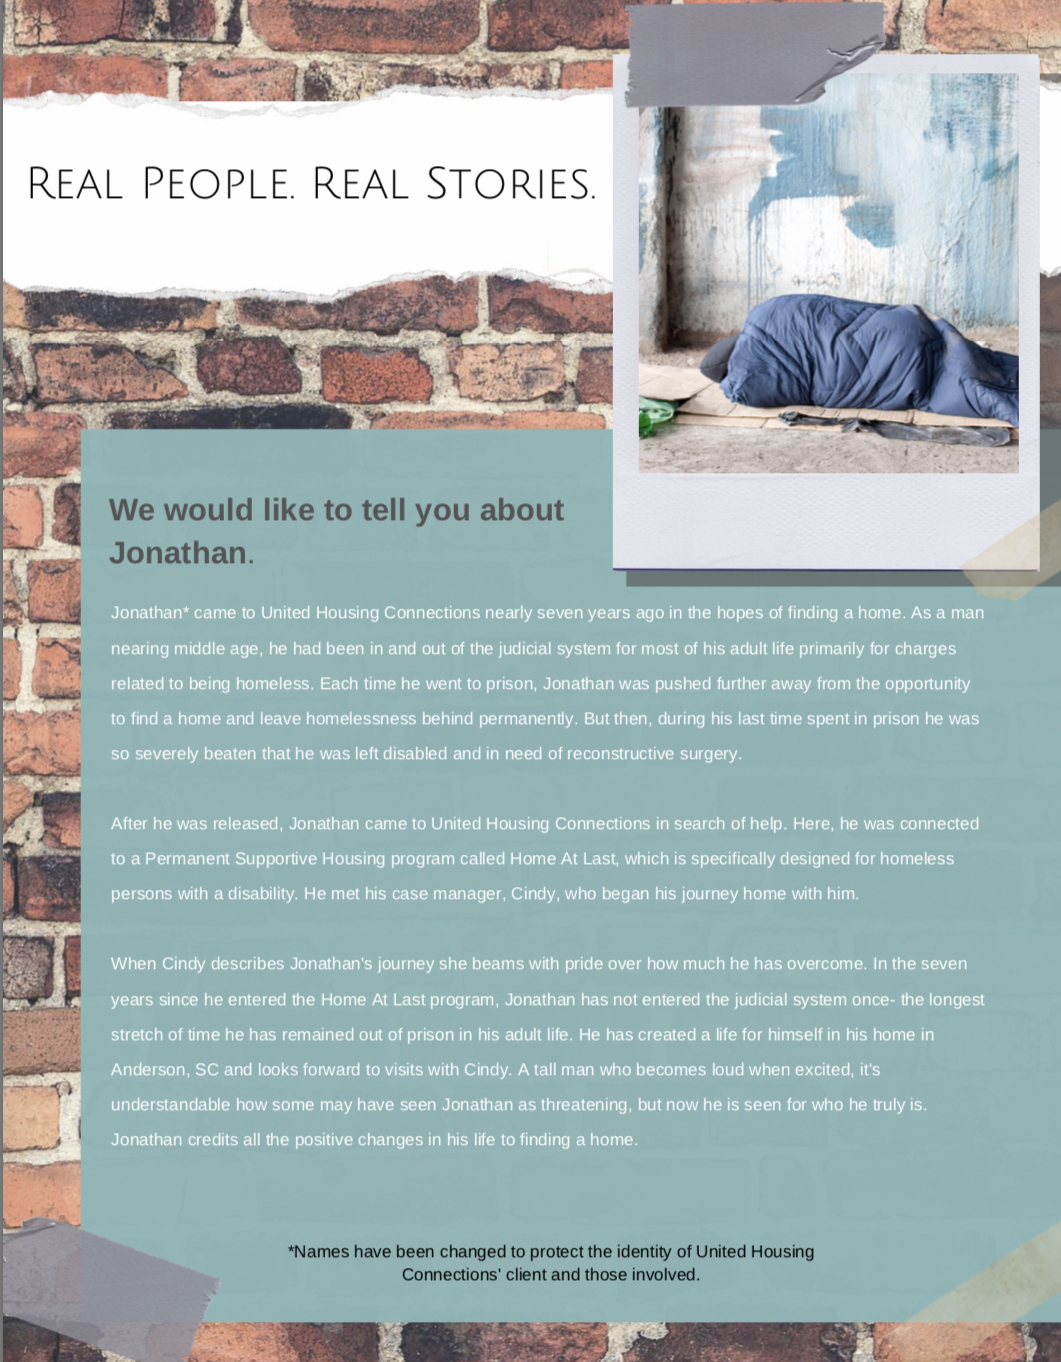 REAL PEOPLE. REAL STORIES.
We would like to tell you about
Jonathan.
Jonathan* came to United Housing Connections nearly seven years ago in the hopes of finding a home. As a man
nearing middle age, he had been in and out of the judicial system for most of his adult life primarily for charges
related to being homeless. Each time he went to prison, Jonathan was pushed further away from the opportunity
to find a home and leave homelessness behind permanently. But then, during his last time spent in prison he was
so severely beaten that he was left disabled and in need of reconstructive surgery.
After he was released, Jonathan came to United Housing Connections in search of help. Here, he was connected
to a Permanent Supportive Housing program called Home At Last, which is specifically designed for homeless
persons with a disability. He met his case manager, Cindy, who began his journey home with him.
When Cindy describes Jonathan's journey she beams with pride over how much he has overcome. In the seven
years since he entered the Home At Last program, Jonathan has not entered the judicial system once- the longest
stretch of time he has remained out of prison in his adult life. He has created a life for himself in his home in
Anderson, SC and looks forward to visits with Cindy. A tall man who becomes loud when excited, it's
understandable how some may have seen Jonathan as threatening, but now he is seen for who he truly is.
Jonathan credits all the positive changes in his life to finding a home.
*Names have been changed to protect the identity of United Housing
Connections' client and those involved.